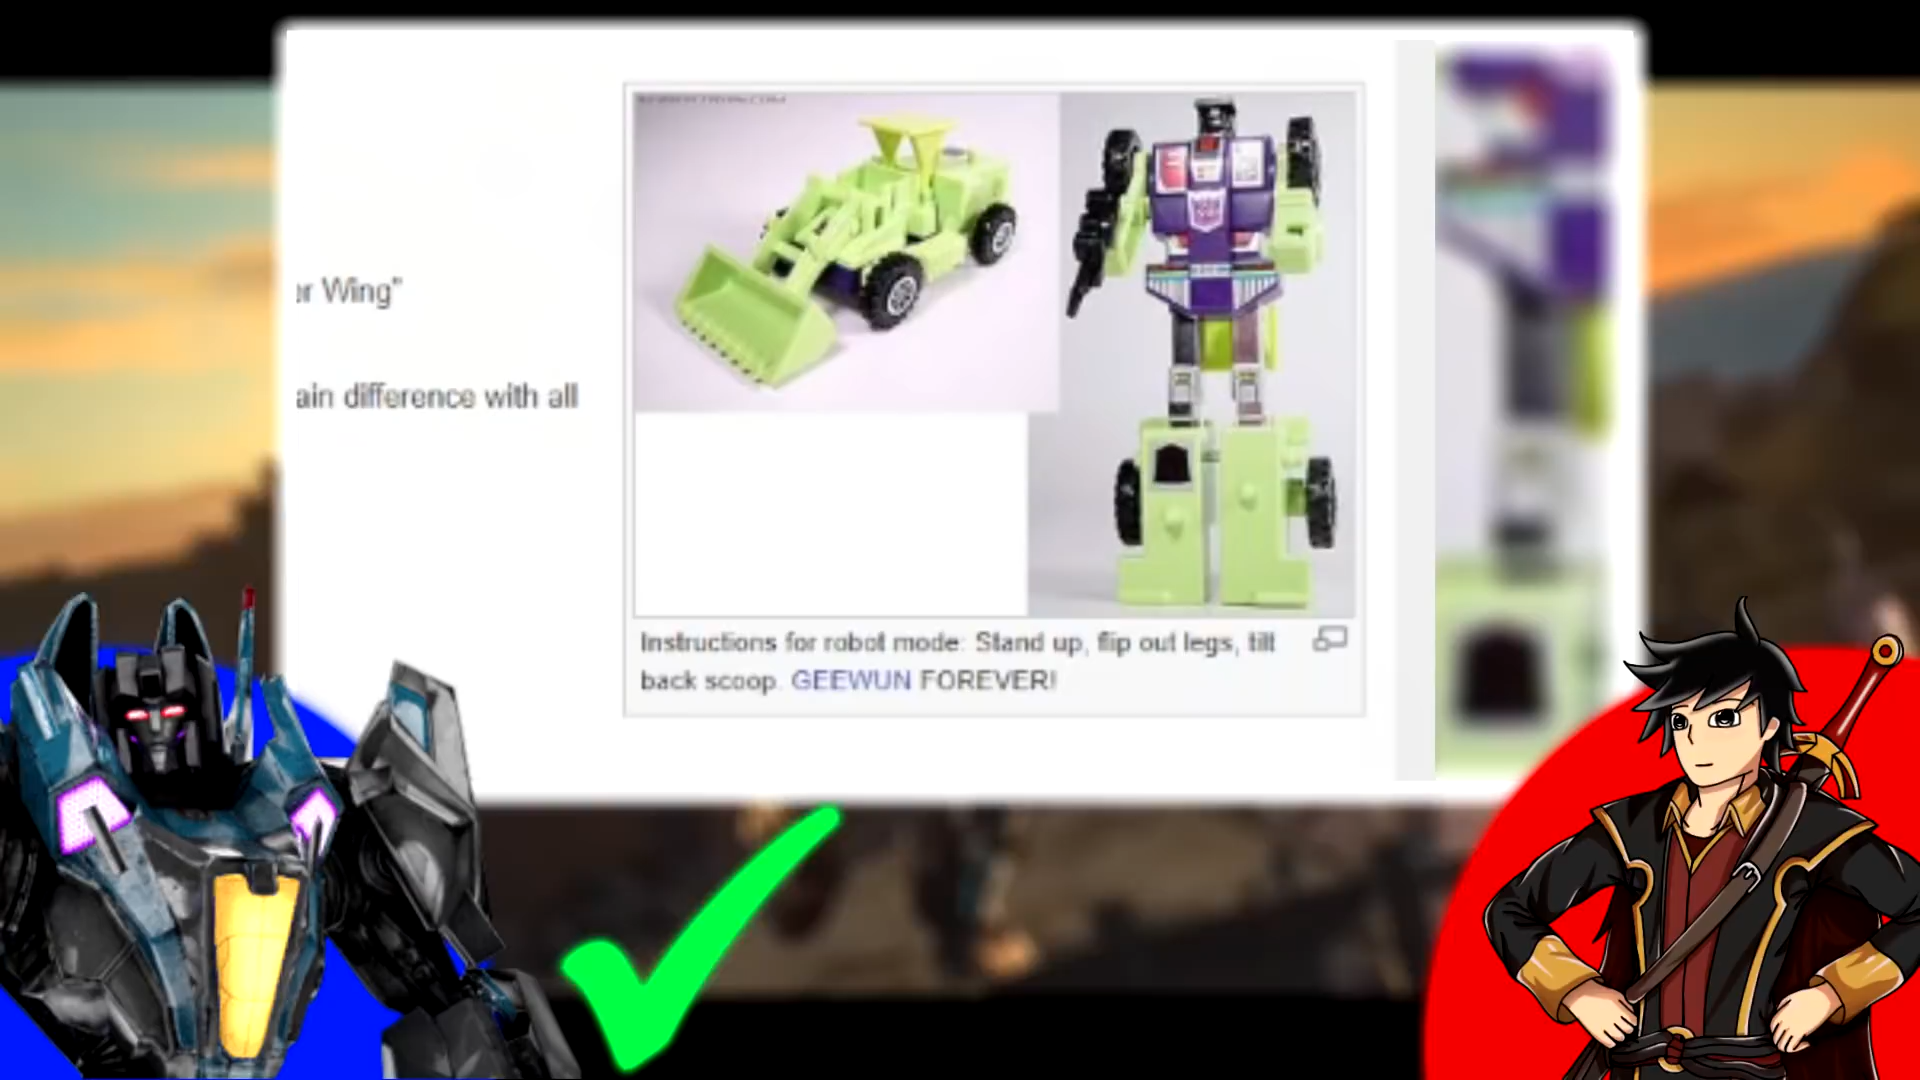 or Wing"
ain difference with all
Instructions for robot mode: Stand up, flip out legs, tilt
back scoop. GEEWUN FOREVER!